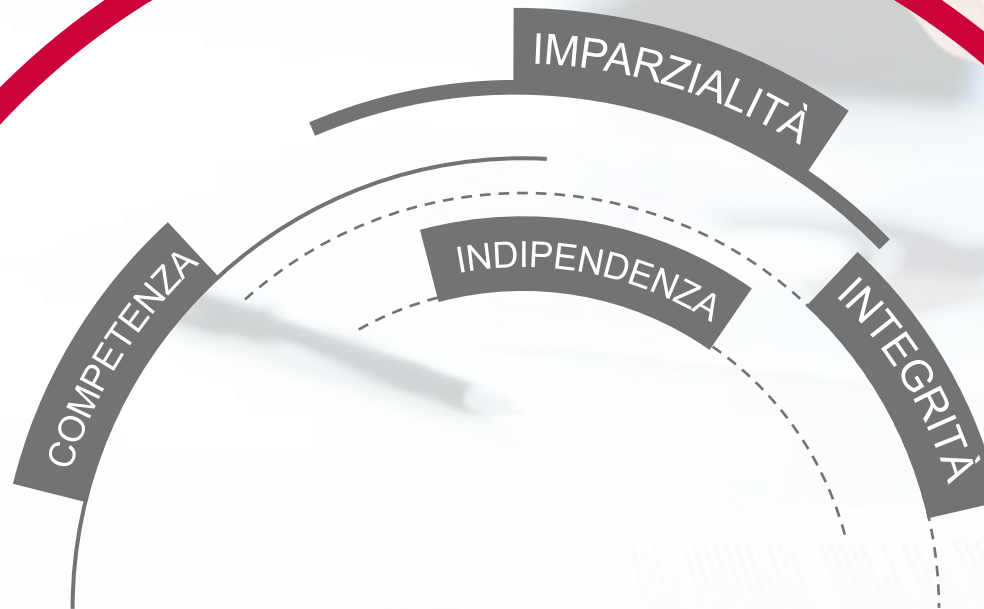 IMPARZIALITÀ
INDIPENDENZA
COMPETENZA
INTEGRITÀ